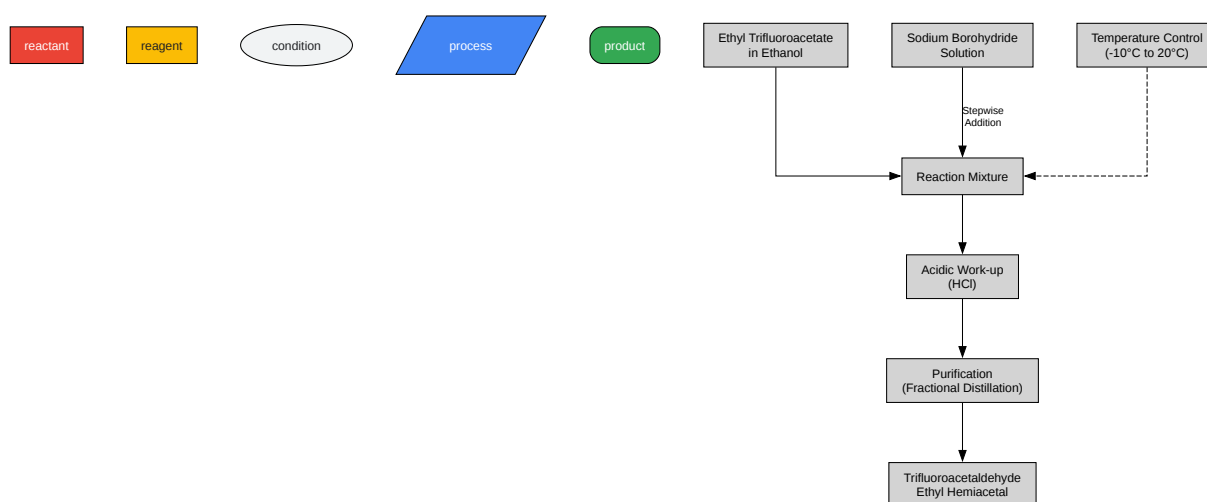 reactant
reagent
condition
process
product
Ethyl Trifluoroacetate
in Ethanol
Sodium Borohydride
Solution
Temperature Control
(-10°C to 20°C)
Stepwise
Addition
Reaction Mixture
Acidic Work-up
(HCl)
Purification
(Fractional Distillation)
Trifluoroacetaldehyde
Ethyl Hemiacetal